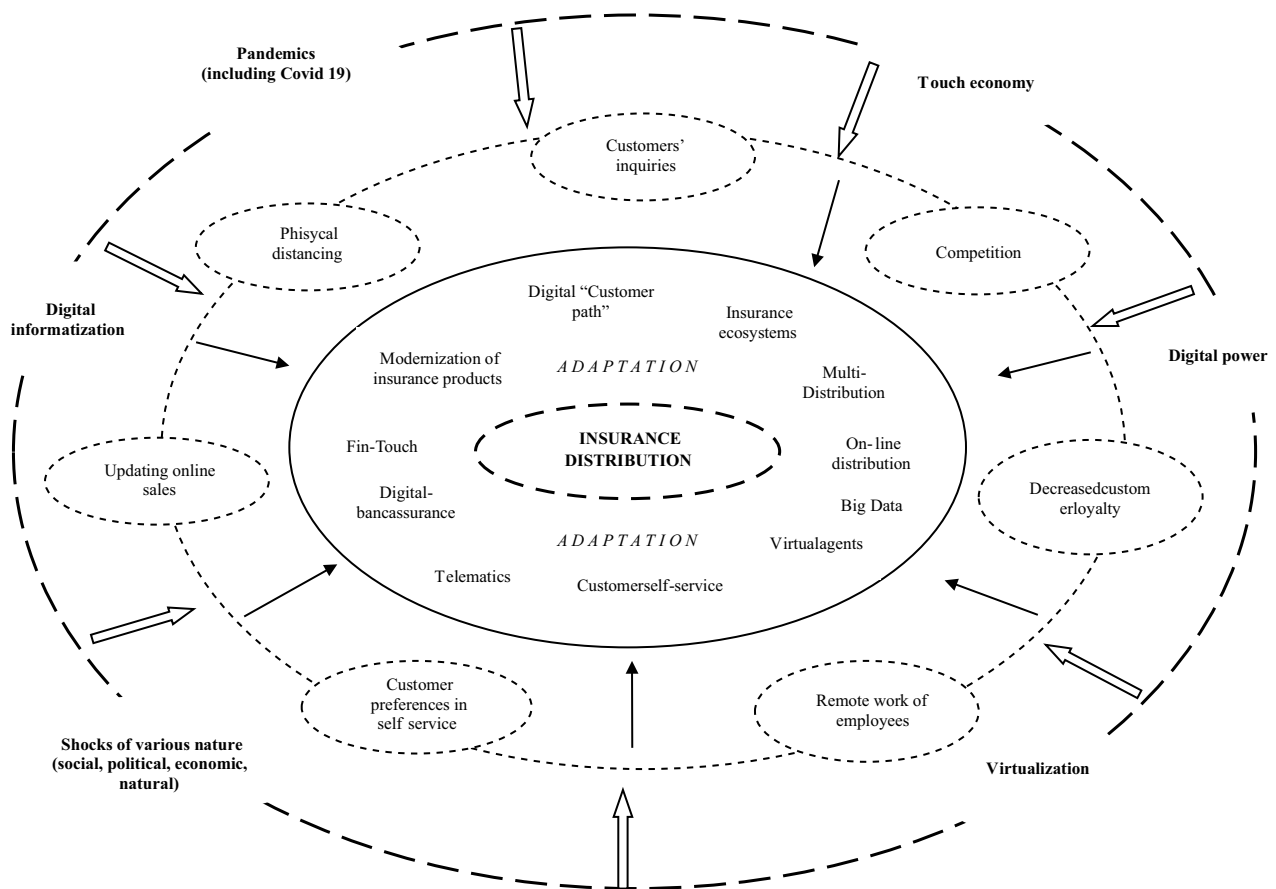 Pandemics
(including Covid 19)
Touch economy
Customers’
inquiries
Phisycal
distancing
Competition
Digital
informatization
Digital “Customer
path”
Insurance
ecosystems
Digital power
Modernization of
insurance products
ADAPTATION
Multi-
Distribution
Fin-Touch
INSURANCE
DISTRIBUTION
On-line
distribution
Updating online
sales
Digital-
bancassurance
Big Data
Decreasedcustom
erloyalty
ADAPTATION
Virtualagents
Telematics
Customerself-service
Customer
preferences in
self service
Remote work of
employees
Shocks of various nature
(social, political, economic,
natural)
Virtualization